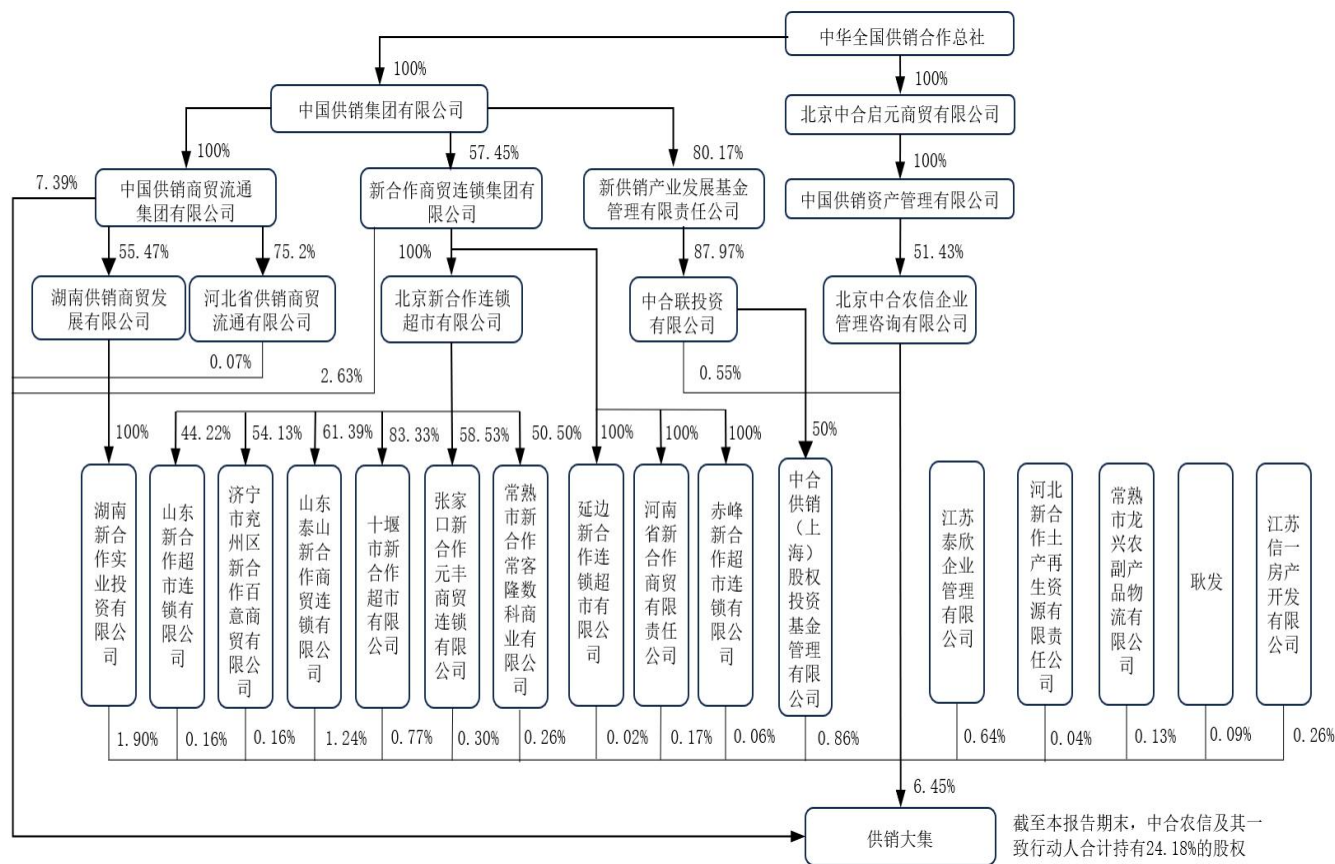 中华全国供销合作总社
100%
100%
中国供销集团有限公司
北京中合启元商贸有限公司
100%
57.45%
80.17%
100%
7.39%
中国供销商贸流通
集团有限公司
新合作商贸连锁集团有
限公司
新供销产业发展基金
管理有限责任公司
中国供销资产管理有限公司
55.47%
75.2%
100%
87.97%
51.43%
湖南供销商贸发
展有限公司
河北省供销商贸
流通有限公司
北京新合作连锁
超市有限公司
中合联投资
有限公司
北京中合农信企业
管理咨询有限公司
0.07%
2.63%
0.55%
100%
44.22%
54.13%
61.39%
83.33%
58.53%
50.50%
100%
100%
100%
50%
湖南
新合
作实
业投
资有
限公
司
山东
新合
作超
市连
锁有
限公
司
济宁
市兖
州区
新合
作百
意商
贸有
限公
司
山东
泰山
新合
作商
贸连
锁有
限公
司
十堰
市新
合作
超市
有限
公司
张家
口新
合作
元丰
商贸
连锁
有限
公司
常熟
市新
合作
常客
隆数
科商
业有
限公
司
延边
新合
作连
锁超
市有
限公
司
河南
省新
合作
商贸
有限
责任
公司
赤峰
新合
作超
市连
锁有
限公
司
中合
供销
（上
海）
股权
投资
基金
管理
有限
公司
江苏
泰欣
企业
管理
有限
公司
河北
新合
作土
产再
生资
源有
限责
任公
司
常熟
市龙
兴农
副产
品物
流有
限公
司
耿发
江苏
信一
房产
开发
有限
公司
1.90%
0.16%
0.16%
1.24%
0.77%
0.30%
0.26%
0.02%
0.17%
0.06%
0.86%
0.64%
0.04%
0.13%
0.09%
0.26%
6.45%
供销大集
截至本报告期末，中合农信及其一
致行动人合计持有24.18%的股权